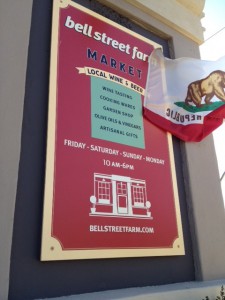 bell street farm
MARKET
LOCAL WINE + BEER
WINE TASTING
COOKING WARES
GARDEN SHOP
OLIVE OILS & VINEGARS
ARTISANAL GIFTS
FRIDAY - SATURDAY - SUNDAY - MONDAY
10 AM-6PM
BELLSTREETFARM.COM
REPUBLIC